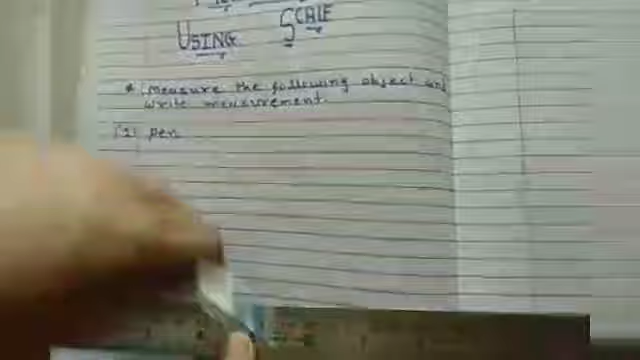 USING SCALE
* Measure the following object and
write measurement.
(1) pen